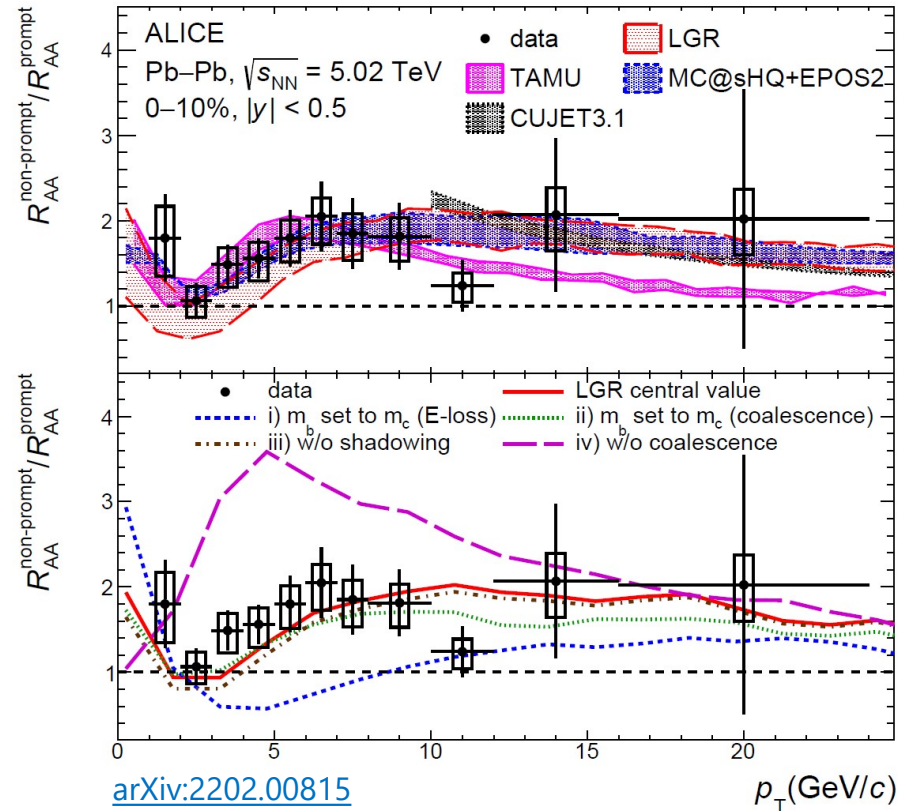 R_AA^non-prompt/R_AA^prompt
4
3
2
1
ALICE
Pb–Pb, √s_NN = 5.02 TeV
0–10%, |y| < 0.5
data
LGR
TAMU
MC@sHQ+EPOS2
CUJET3.1
R_AA^non-prompt/R_AA^prompt
4
3
2
1
data
LGR central value
i) m_b set to m_c (E-loss)
ii) m_b set to m_c (coalescence)
iii) w/o shadowing
iv) w/o coalescence
0 5 10 15 20
arXiv:2202.00815
p_T(GeV/c)